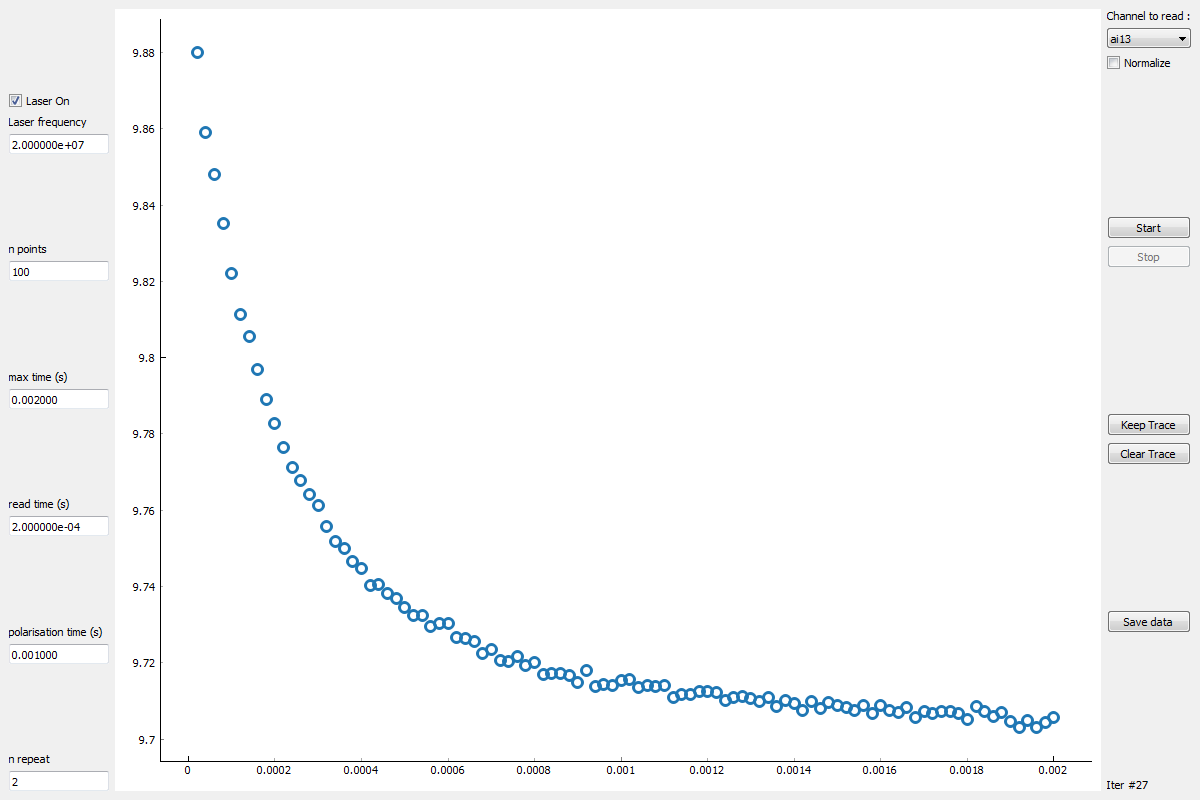 Laser On
Laser frequency
2.000000e+07
n points
100
max time (s)
0.002000
read time (s)
2.000000e-04
polarisation time (s)
0.001000
n repeat
2
9.88
9.86
9.84
9.82
9.8
9.78
9.76
9.74
9.72
9.7
0 0.0002 0.0004 0.0006 0.0008 0.001 0.0012 0.0014 0.0016 0.0018 0.002
Channel to read :
ai13
Normalize
Start
Stop
Keep Trace
Clear Trace
Save data
Iter #27